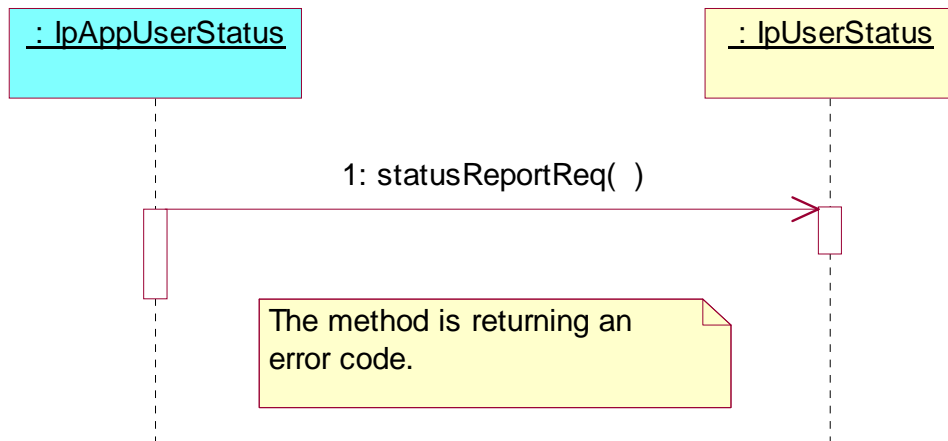 : IpAppUserStatus
: IpUserStatus
1: statusReportReq( )
The method is returning an
error code.